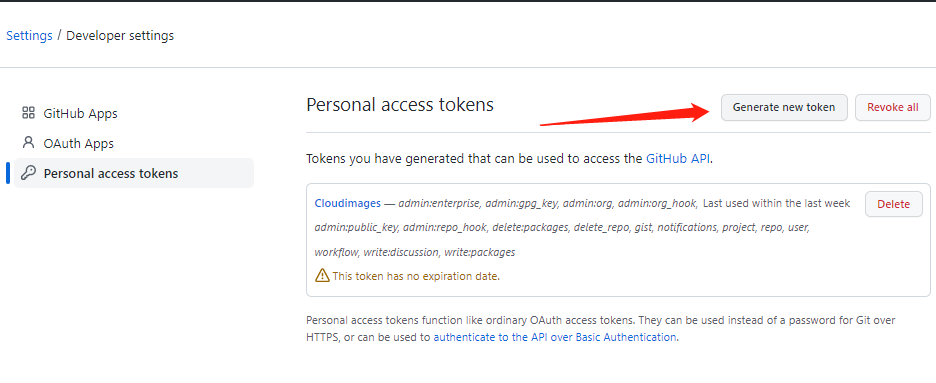 Settings / Developer settings
GitHub Apps
OAuth Apps
Personal access tokens
Personal access tokens
Generate new token
Revoke all
Tokens you have generated that can be used to access the GitHub API.
Cloudimages — admin:enterprise, admin:gpg_key, admin:org, admin:org_hook, Last used within the last week
Delete
admin:public_key, admin:repo_hook, delete:packages, delete_repo, gist, notifications, project, repo, user,
workflow, write:discussion, write:packages
This token has no expiration date.
Personal access tokens function like ordinary OAuth access tokens. They can be used instead of a password for Git over
HTTPS, or can be used to authenticate to the API over Basic Authentication.